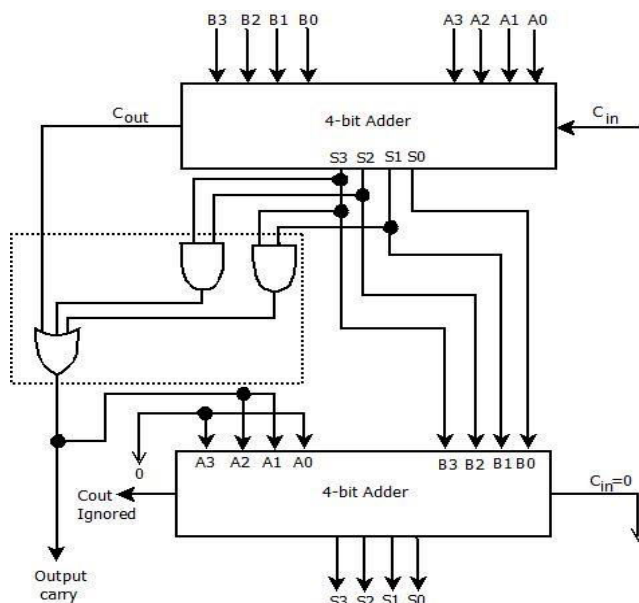 B3 B2 B1 B0 A3 A2 A1 A0
Cout
4-bit Adder
Cin
S3 S2 S1 S0
A3 A2 A1 A0
B3 B2 B1 B0
0
4-bit Adder
Cin=0
Cout
Ignored
S3 S2 S1 S0
Output
carry